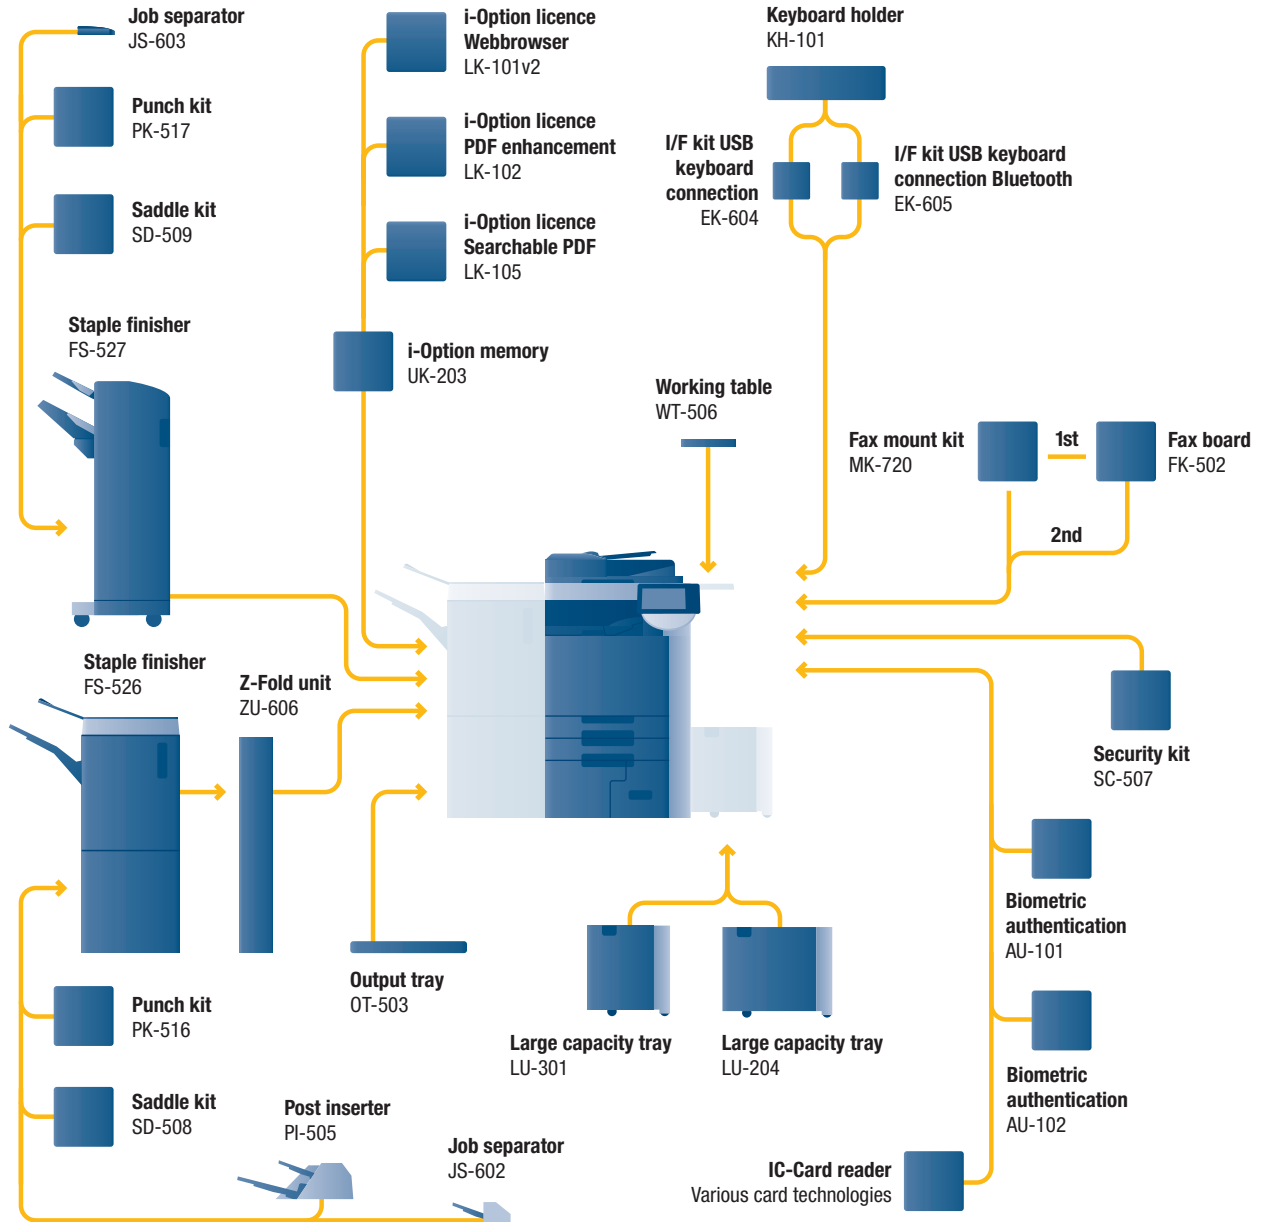 Job separator
JS-603
Punch kit
PK-517
Saddle kit
SD-509
Staple finisher
FS-527
i-Option licence
Webbrowser
LK-101v2
i-Option licence
PDF enhancement
LK-102
i-Option licence
Searchable PDF
LK-105
i-Option memory
UK-203
Keyboard holder
KH-101
I/F kit USB
keyboard
connection
EK-604
I/F kit USB keyboard
connection Bluetooth
EK-605
Working table
WT-506
Fax mount kit
MK-720
1st
Fax board
FK-502
2nd
Staple finisher
FS-526
Z-Fold unit
ZU-606
Security kit
SC-507
Biometric
authentication
AU-101
Output tray
OT-503
Large capacity tray
LU-301
Large capacity tray
LU-204
Punch kit
PK-516
Saddle kit
SD-508
Post inserter
PI-505
Job separator
JS-602
Biometric
authentication
AU-102
IC-Card reader
Various card technologies